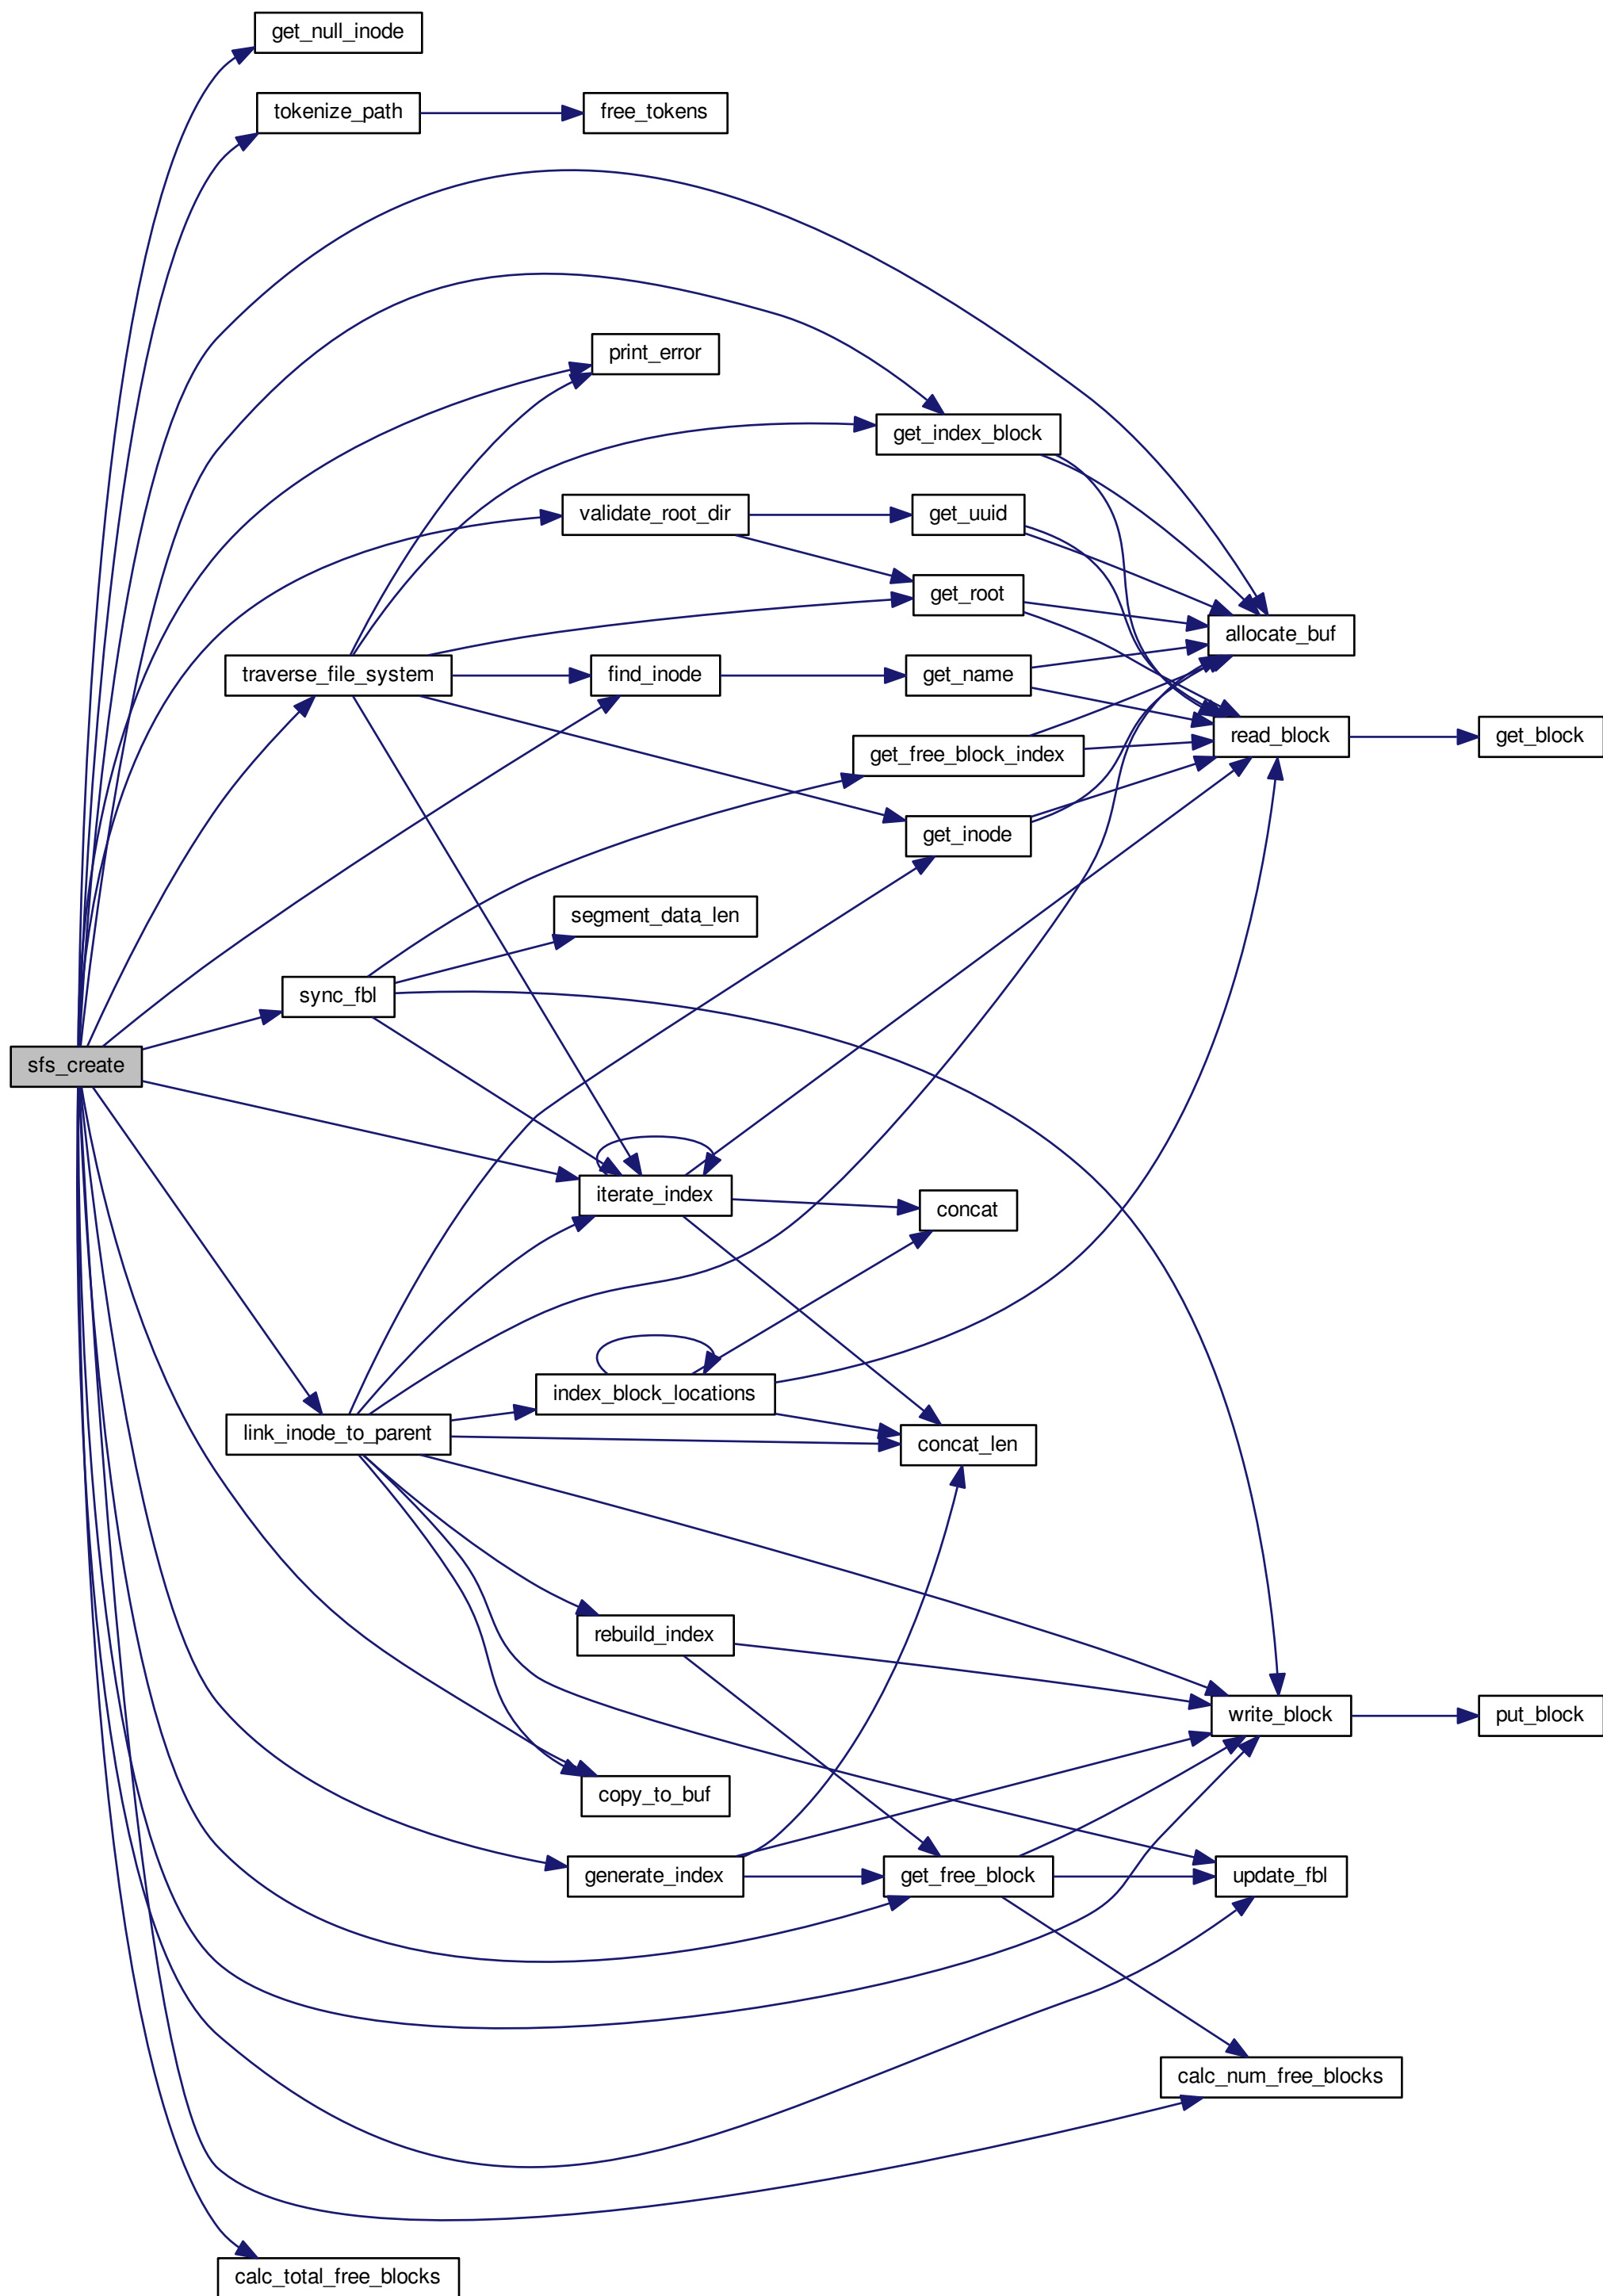 get_null_inode
tokenize_path
free_tokens
print_error
get_index_block
validate_root_dir
get_uuid
get_root
allocate_buf
traverse_file_system
find_inode
get_name
read_block
get_block
get_free_block_index
get_inode
segment_data_len
sync_fbl
sfs_create
iterate_index
concat
index_block_locations
link_inode_to_parent
concat_len
rebuild_index
write_block
put_block
copy_to_buf
generate_index
get_free_block
update_fbl
calc_num_free_blocks
calc_total_free_blocks